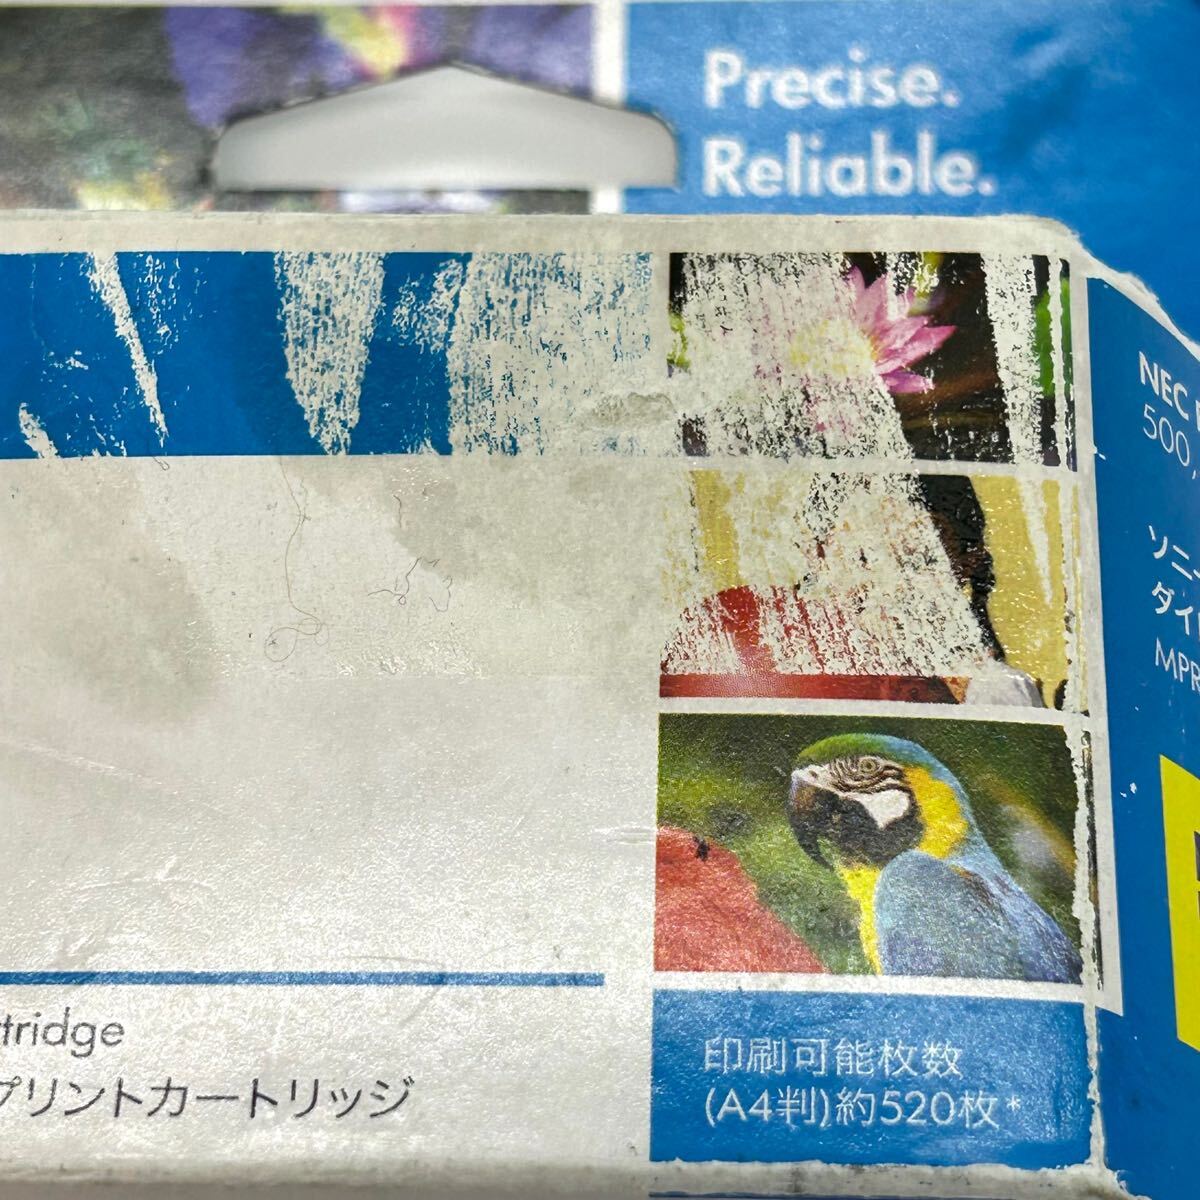 Precise.
Reliable.
NEC
500,
ソニー
ダイ
MPR
tridge
プリントカートリッジ
印刷可能枚数
(A4判)約520枚*